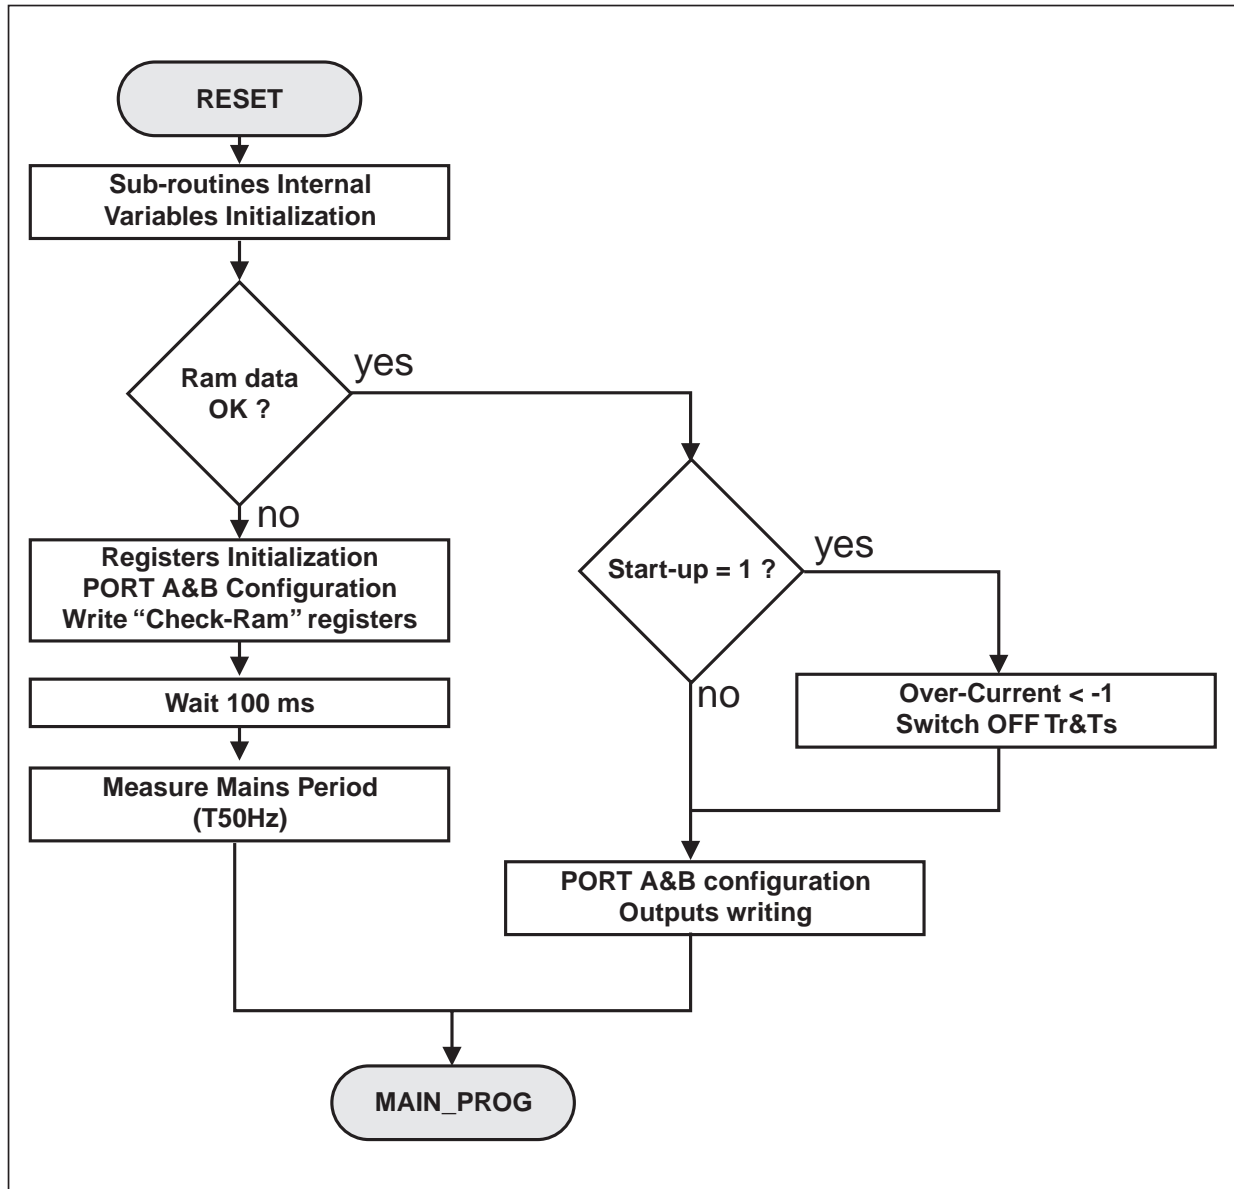 RESET
Sub-routines Internal
Variables Initialization
Ram data
OK ?
yes
no
Registers Initialization
PORT A&B Configuration
Write “Check-Ram” registers
Wait 100 ms
Measure Mains Period
(T50Hz)
Start-up = 1 ?
yes
no
Over-Current < -1
Switch OFF Tr&Ts
PORT A&B configuration
Outputs writing
MAIN_PROG